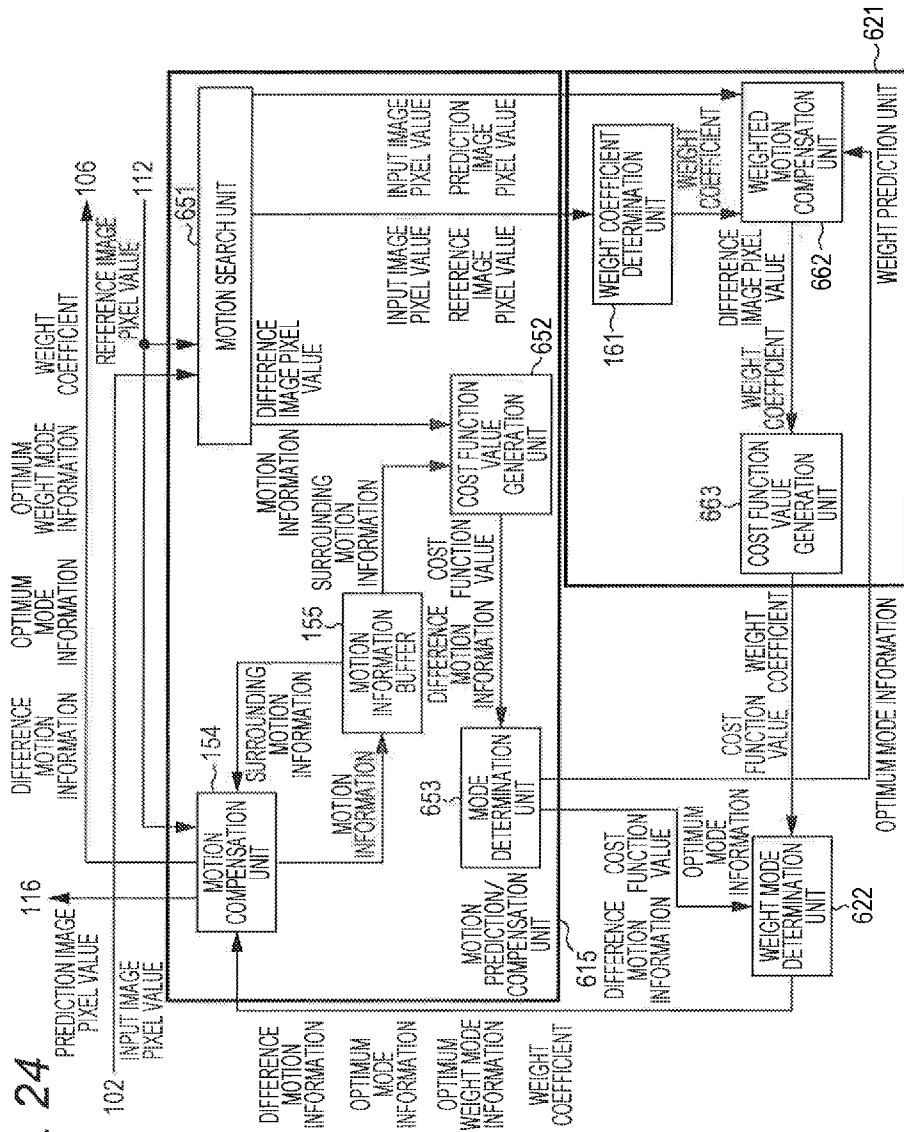 . 24
PREDICTION IMAGE
PIXEL VALUE
116
INPUT IMAGE
PIXEL VALUE
102
DIFFERENCE
MOTION
INFORMATION
OPTIMUM
MODE
INFORMATION
OPTIMUM
WEIGHT MODE
INFORMATION
WEIGHT
COEFFICIENT
106
REFERENCE IMAGE
PIXEL VALUE
112
154
MOTION
COMPENSATION
UNIT
SURROUNDING
MOTION
INFORMATION
155
MOTION
INFORMATION
BUFFER
MOTION
INFORMATION
SURROUNDING
MOTION
INFORMATION
MOTION
INFORMATION
DIFFERENCE
IMAGE PIXEL
VALUE
651
MOTION SEARCH UNIT
652
COST FUNCTION
VALUE
GENERATION
UNIT
DIFFERENCE
MOTION
INFORMATION
COST
FUNCTION
VALUE
653
MODE
DETERMINATION
UNIT
MOTION
PREDICTION/
COMPENSATION
UNIT
615
INPUT IMAGE
PIXEL VALUE
REFERENCE
IMAGE
PIXEL VALUE
INPUT IMAGE
PIXEL VALUE
PREDICTION
IMAGE
PIXEL VALUE
161
WEIGHT COEFFICIENT
DETERMINATION
UNIT
WEIGHT
COEFFICIENT
WEIGHTED
MOTION
COMPENSATION
UNIT
662
DIFFERENCE
IMAGE PIXEL
VALUE
WEIGHT
COEFFICIENT
663
COST FUNCTION
VALUE
GENERATION
UNIT
621
WEIGHT PREDICTION UNIT
COST
FUNCTION
VALUE
WEIGHT
COEFFICIENT
OPTIMUM MODE INFORMATION
DIFFERENCE
MOTION
INFORMATION
COST
FUNCTION
VALUE
OPTIMUM
MODE
INFORMATION
WEIGHT MODE
DETERMINATION
UNIT
622
DIFFERENCE
MOTION
INFORMATION
OPTIMUM
MODE
INFORMATION
OPTIMUM
WEIGHT MODE
INFORMATION
WEIGHT
COEFFICIENT